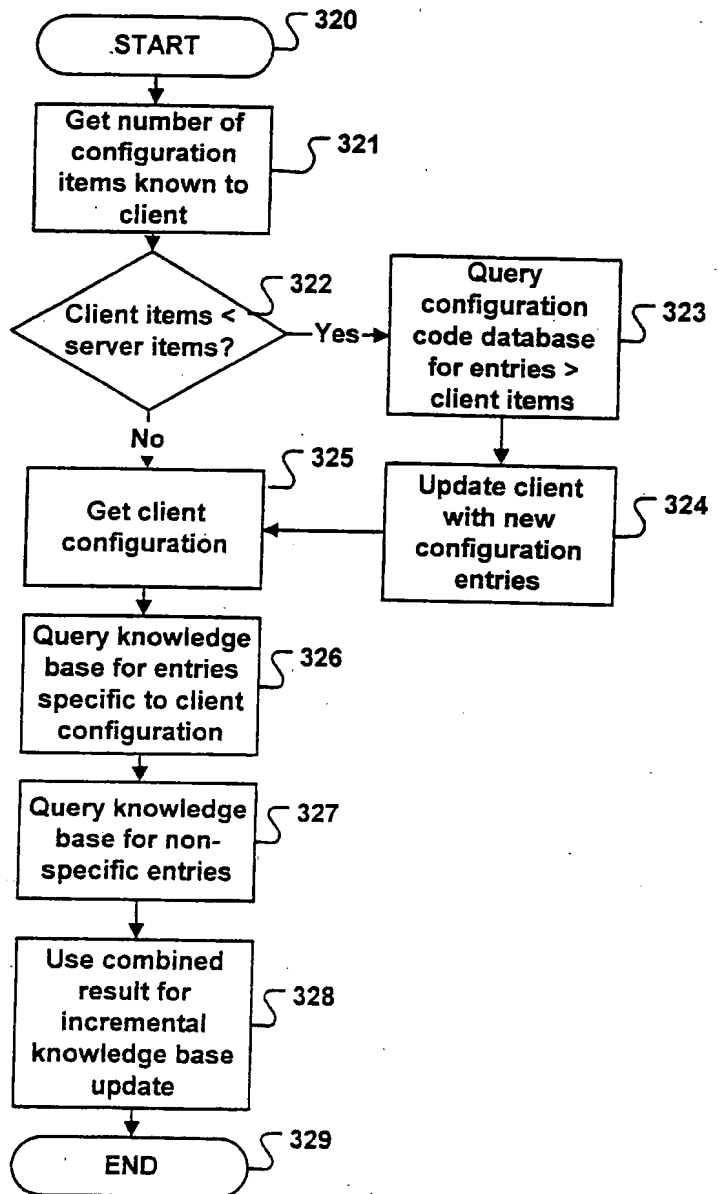 START
320
Get number of
configuration
items known to
client
321
Client items <
server items?
322
Yes
Query
configuration
code database
for entries >
client items
323
Update client
with new
configuration
entries
324
No
Get client
configuration
325
Query knowledge
base for entries
specific to client
configuration
326
Query knowledge
base for non-
specific entries
327
Use combined
result for
incremental
knowledge base
update
328
END
329